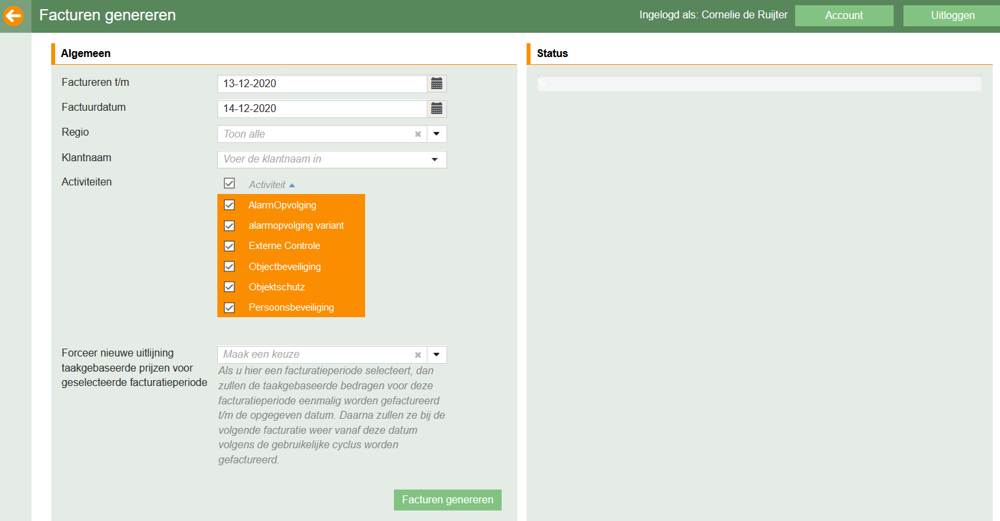 Facturen genereren
Ingelogd als: Cornelie de Ruijter
Account
Uitloggen
Algemeen
Factureren t/m
13-12-2020
Factuurdatum
14-12-2020
Regio
Toon alle
Klantnaam
Voer de klantnaam in
Activiteiten
Activiteit
AlarmOpvolging
alarmopvolging variant
Externe Controle
Objectbeveiliging
Objektschutz
Persoonsbeveiliging
Forceer nieuwe uitlijning
taakgebaseerde prijzen voor
geselecteerde facturatieperiode
Maak een keuze
Als u hier een facturatieperiode selecteert, dan
zullen de taakgebaseerde bedragen voor deze
facturatieperiode eenmalig worden gefactureerd
t/m de opgegeven datum. Daarna zullen ze bij de
volgende facturatie weer vanaf deze datum
volgens de gebruikelijke cyclus worden
gefactureerd.
Facturen genereren
Status